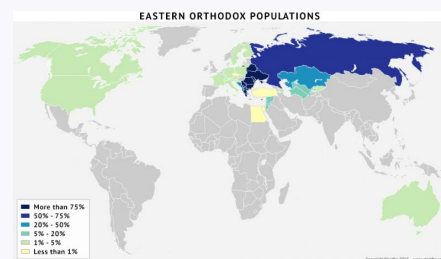 EASTERN ORTHODOX POPULATIONS
More than 75%
50% - 75%
20% - 50%
5% - 20%
1% - 5%
Less than 1%